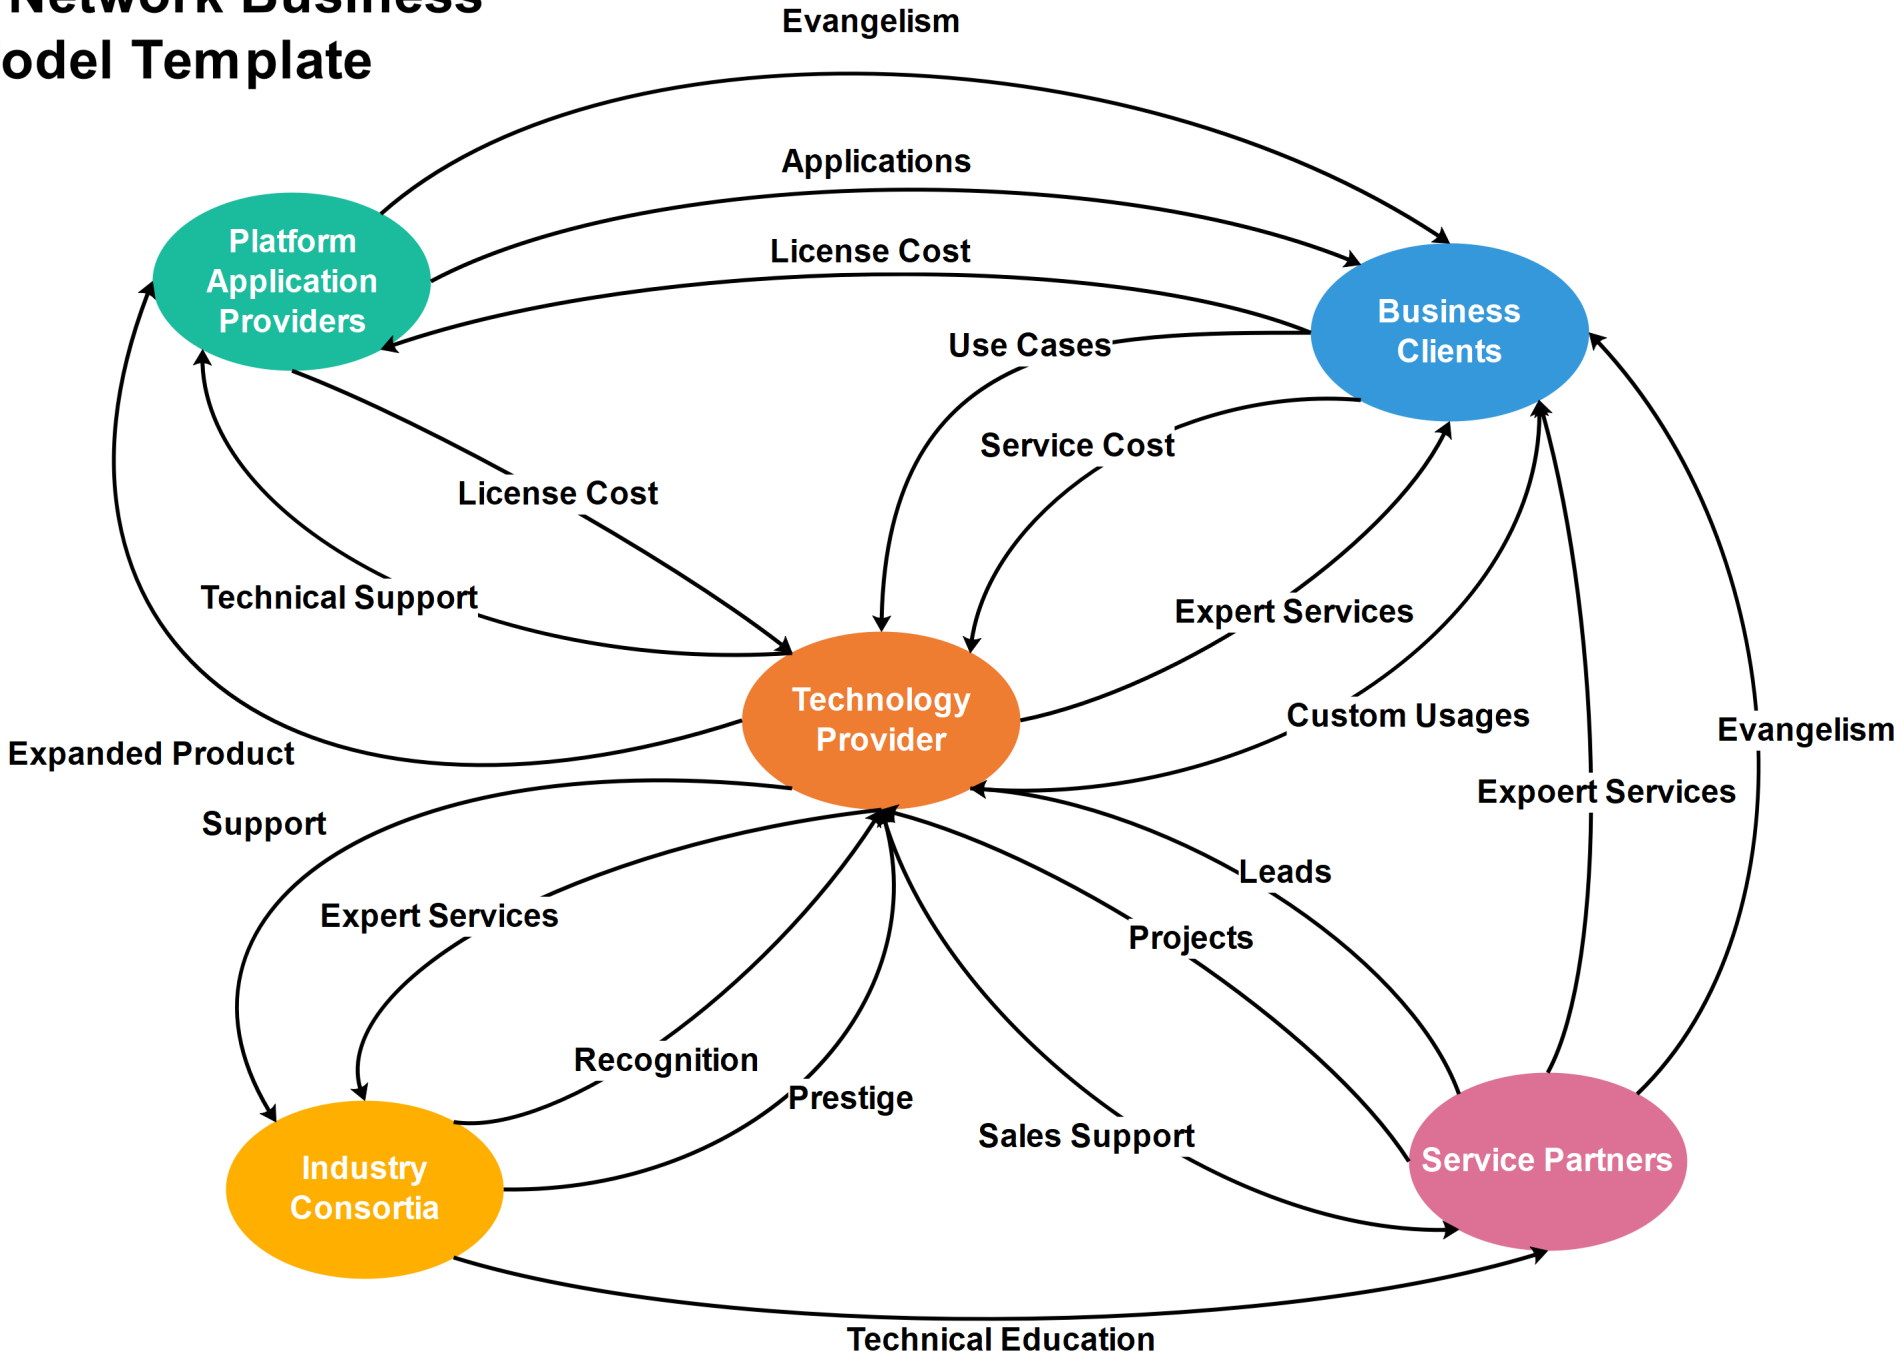 Network Business
odel Template
Evangelism
Applications
License Cost
Platform
Application
Providers
Business
Clients
Use Cases
Service Cost
License Cost
Technical Support
Expert Services
Technology
Provider
Custom Usages
Evangelism
Expanded Product
Expoert Services
Support
Leads
Expert Services
Projects
Recognition
Prestige
Sales Support
Industry
Consortia
Service Partners
Technical Education